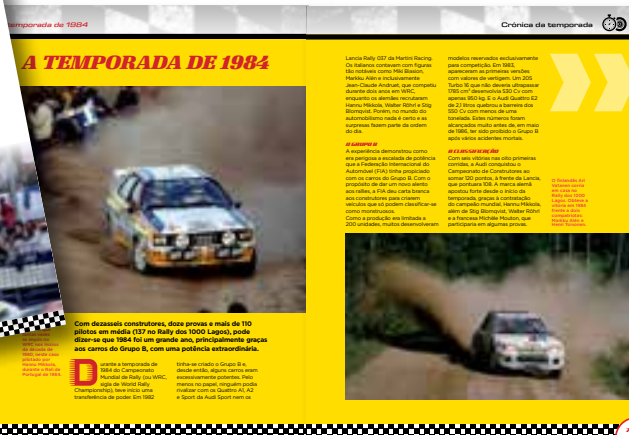 temporada de 1984
Crónica da temporada
A TEMPORADA DE 1984
Com dezasseis construtores, doze provas e mais de 110
pilotos em média (137 no Rally dos 1000 Lagos), pode
dizer-se que 1984 foi um grande ano, principalmente graças
aos carros do Grupo B, com uma potência extraordinária.
Durante a temporada de
1984 do Campeonato
Mundial de Rally (ou WRC,
sigla de World Rally
Championship), teve início uma
transferência de poder. Em 1982
tinha-se criado o Grupo B e,
desde então, alguns carros eram
excessivamente potentes. Pelo
menos no papel, ninguém podia
rivalizar com os Quattro A1, A2
e Sport da Audi Sport nem os
Lancia Rally 037 da Martini Racing.
Os italianos contavam com figuras
tão notáveis como Miki Biasion,
Markku Alén e inclusivamente
Jean-Claude Andruet, que competiu
durante dois anos em WRC,
enquanto os alemães recrutaram
Hannu Mikkola, Walter Röhrl e Stig
Blomqvist. Porém, no mundo do
automobilismo nada é certo e as
surpresas fazem parte da ordem
do dia.
O GRUPO B
A experiência demonstrou como
era perigosa a escalada de potência
que a Federação Internacional do
Automóvel (FIA) tinha propiciado
com os carros do Grupo B. Com o
propósito de dar um novo alento
aos rallies, a FIA deu carta branca
aos construtores para criarem
veículos que só podem classificar-se
como monstruosos.
Como a produção era limitada a
200 unidades, muitos desenvolveram
modelos reservados exclusivamente
para competição. Em 1983,
apareceram as primeiras versões
com valores de vertigem. Um 205
Turbo 16 que não deveria ultrapassar
1785 cm³ desenvolvia 530 Cv com
apenas 950 kg. E o Audi Quattro E2
de 2,1 litros quebrou a barreira dos
550 Cv com menos de uma
tonelada. Estes números foram
alcançados muito antes de, em maio
de 1986, ter sido proibido o Grupo B
após vários acidentes mortais.
A CLASSIFICAÇÃO
Com seis vitórias nas oito primeiras
corridas, a Audi conquistou o
Campeonato de Construtores ao
somar 120 pontos, à frente da Lancia,
que pontuara 108. A marca alemã
apostou forte desde o início da
temporada, graças à contratação
do campeão mundial, Hannu Mikkola,
além de Stig Blomqvist, Walter Röhrl
e a francesa Michèle Mouton, que
participaria em algumas provas.
O finlandês Ari
Vatanen corria
em casa no
Rally dos 1000
Lagos. Obteve a
vitória em 1984
frente a dois
compatriotas:
Markku Alén e
Henri Toivonen.